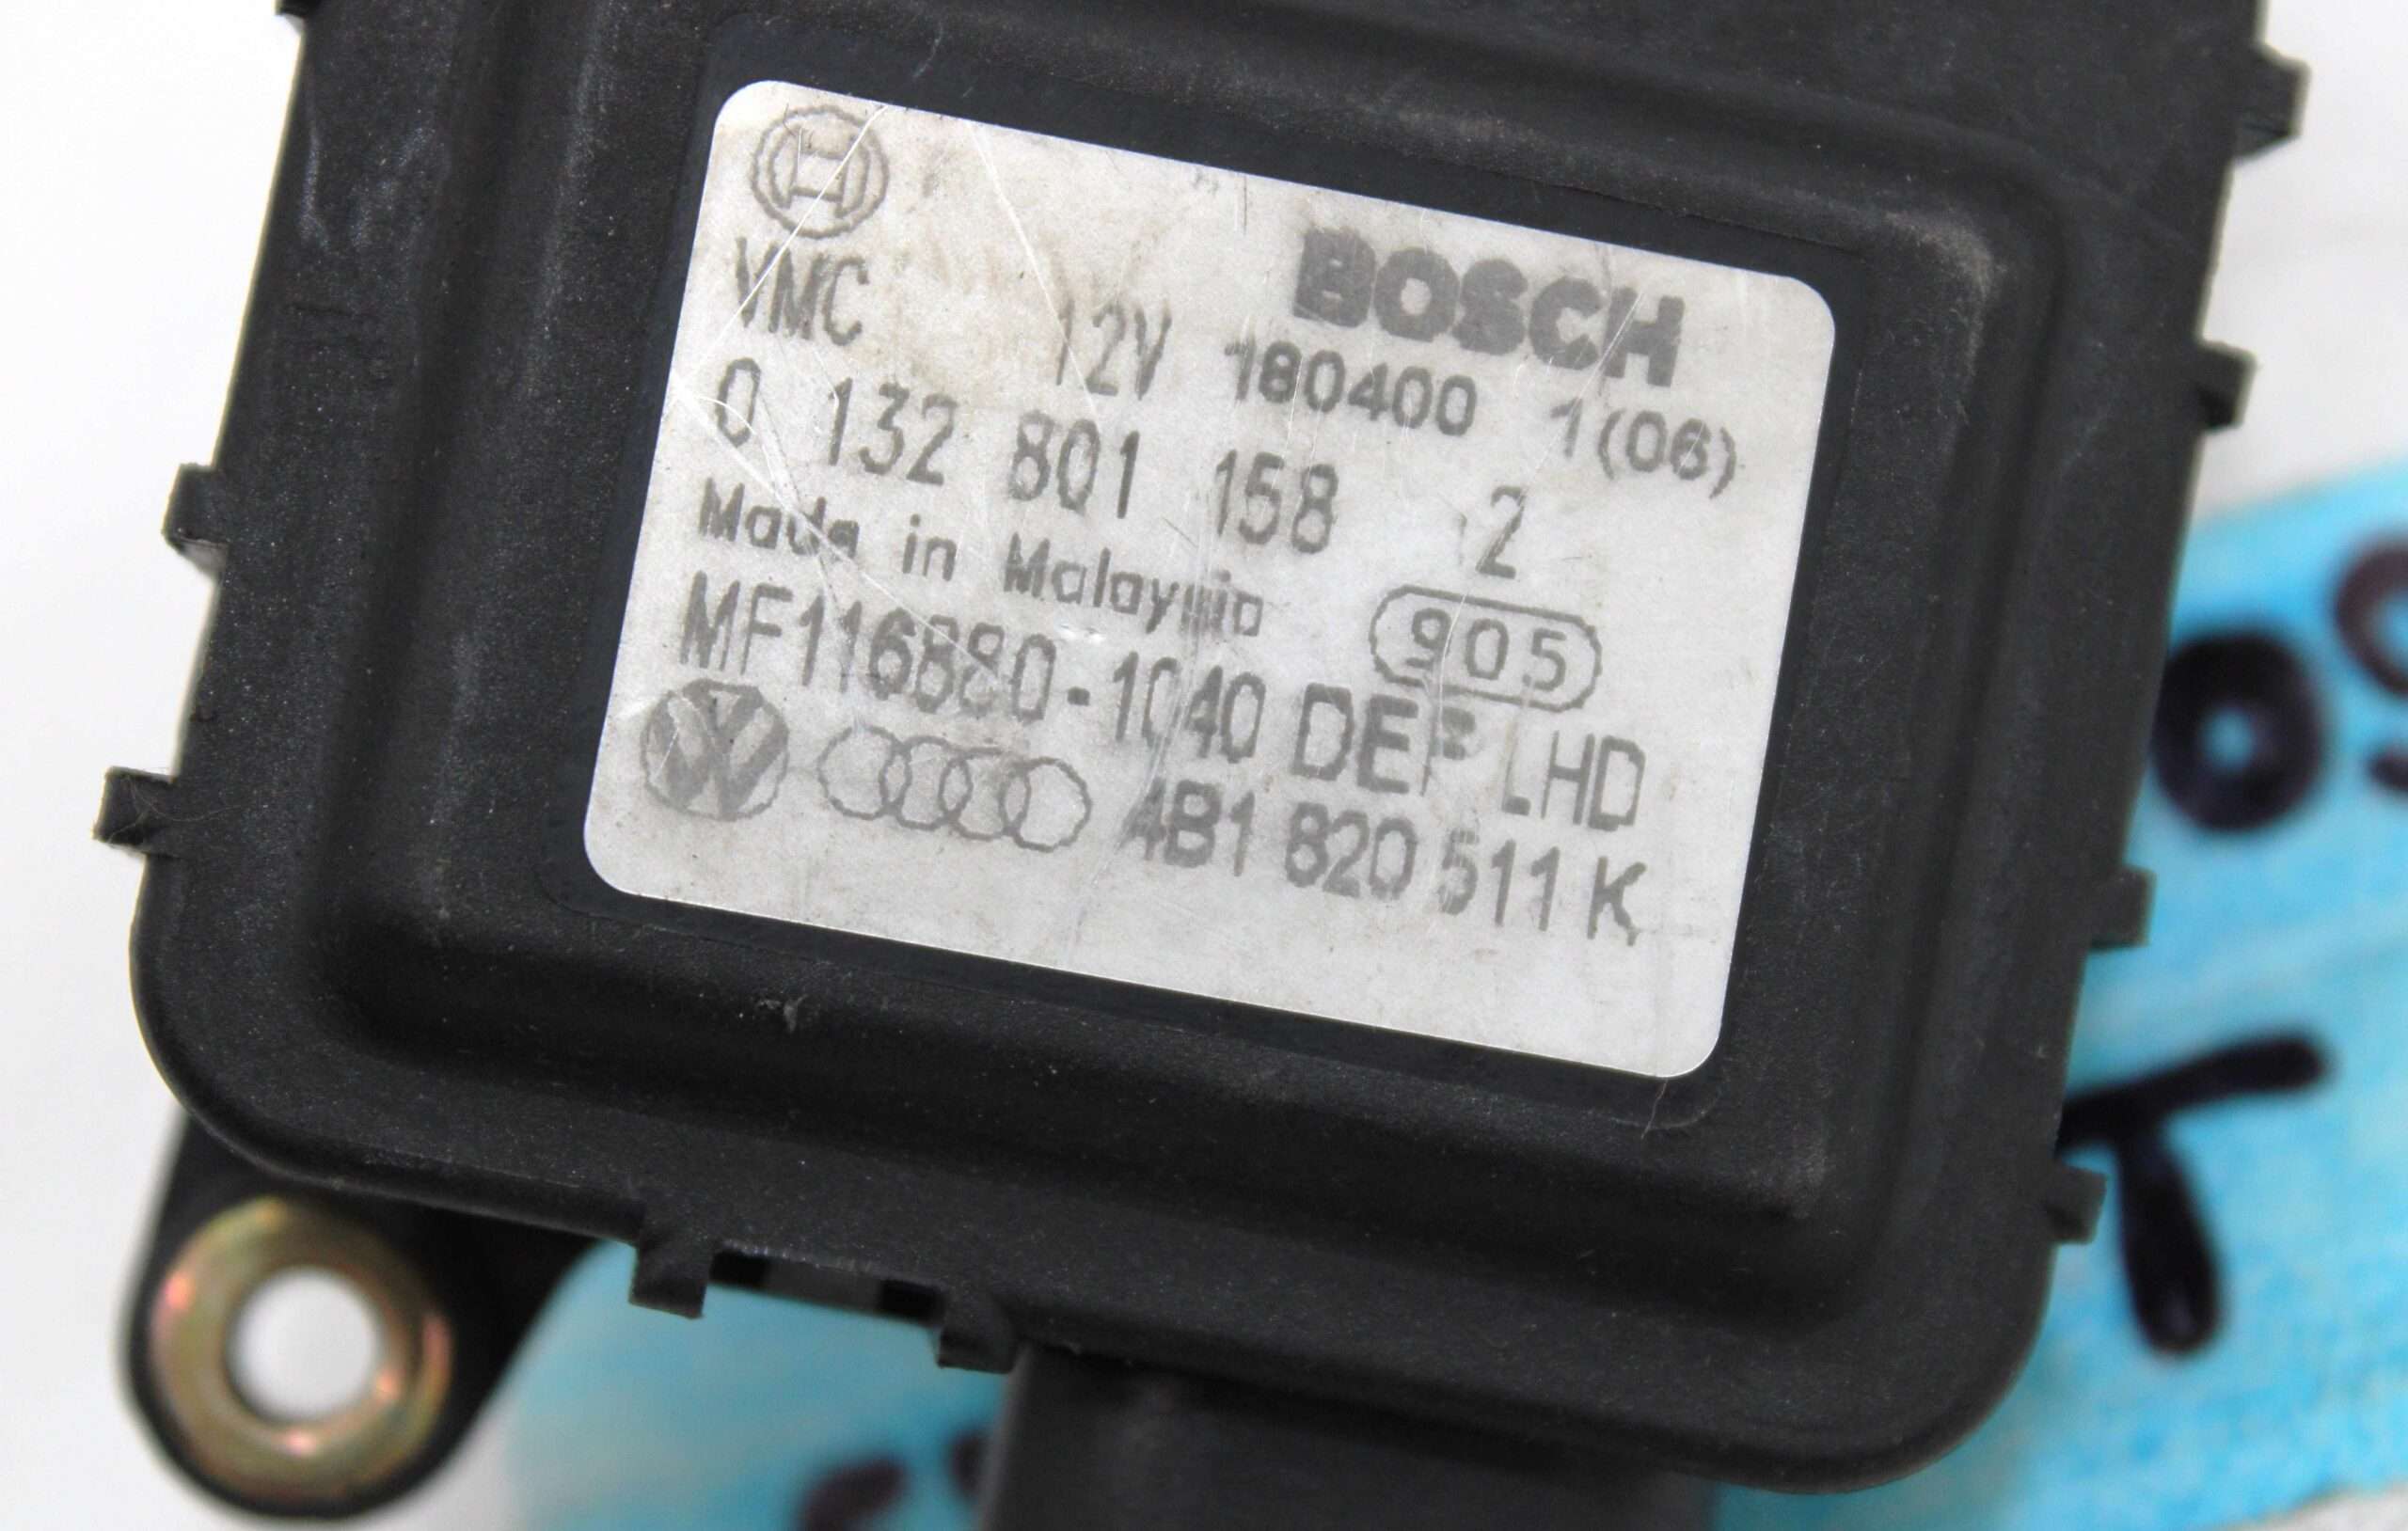 BOSCH
VMC 12V 180400 1(06)
0 132 801 158 2
Made in Malaysia 905
MF116880-1040 DEF LHD
4B1 820 511 K
T